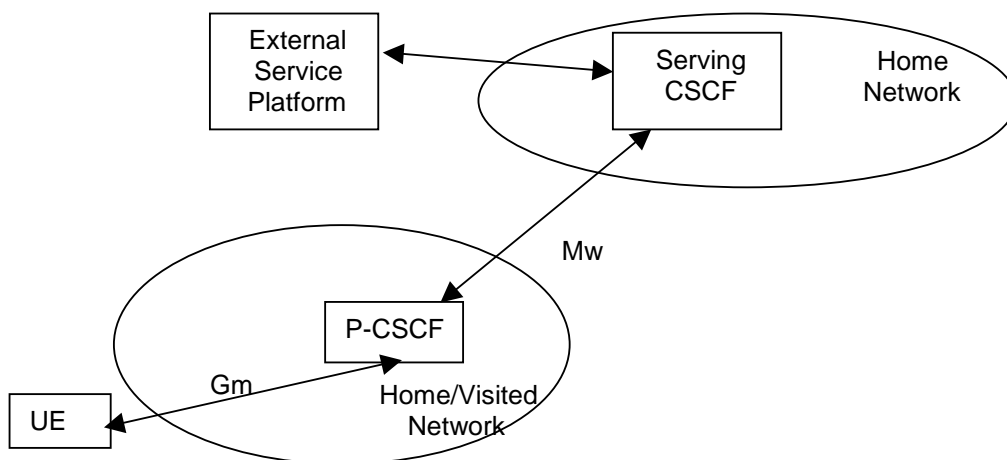 External
Service
Platform
Serving
CSCF
Home
Network
Mw
P-CSCF
Gm
Home/Visited
Network
UE